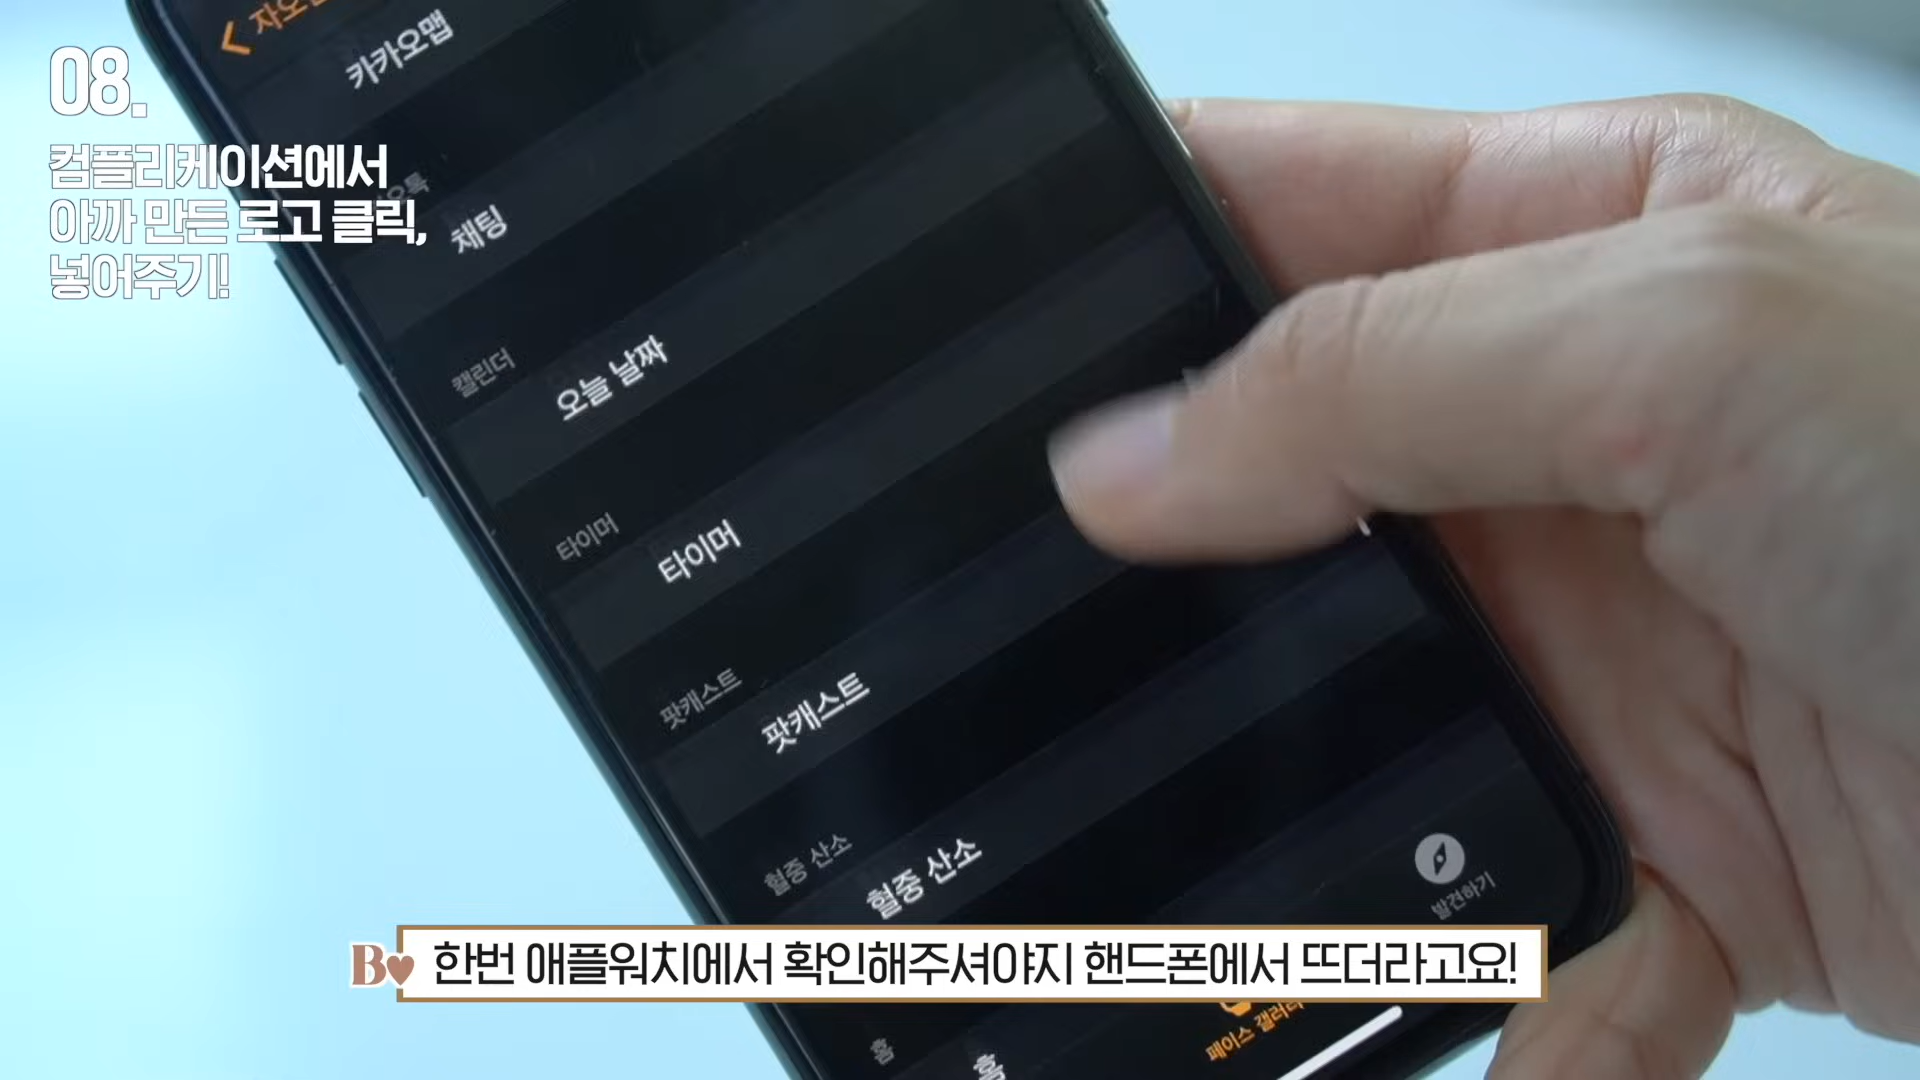 08.
컴플리케이션에서
아까 만든 로고 클릭,
넣어주기!
카카오맵
채팅
캘린더
오늘 날짜
타이머
타이머
팟캐스트
팟캐스트
혈중 산소
혈중 산소
발견하기
B 한번 애플워치에서 확인해주셔야지 핸드폰에서 뜨더라고요!
홈
홈
페이스 갤러리